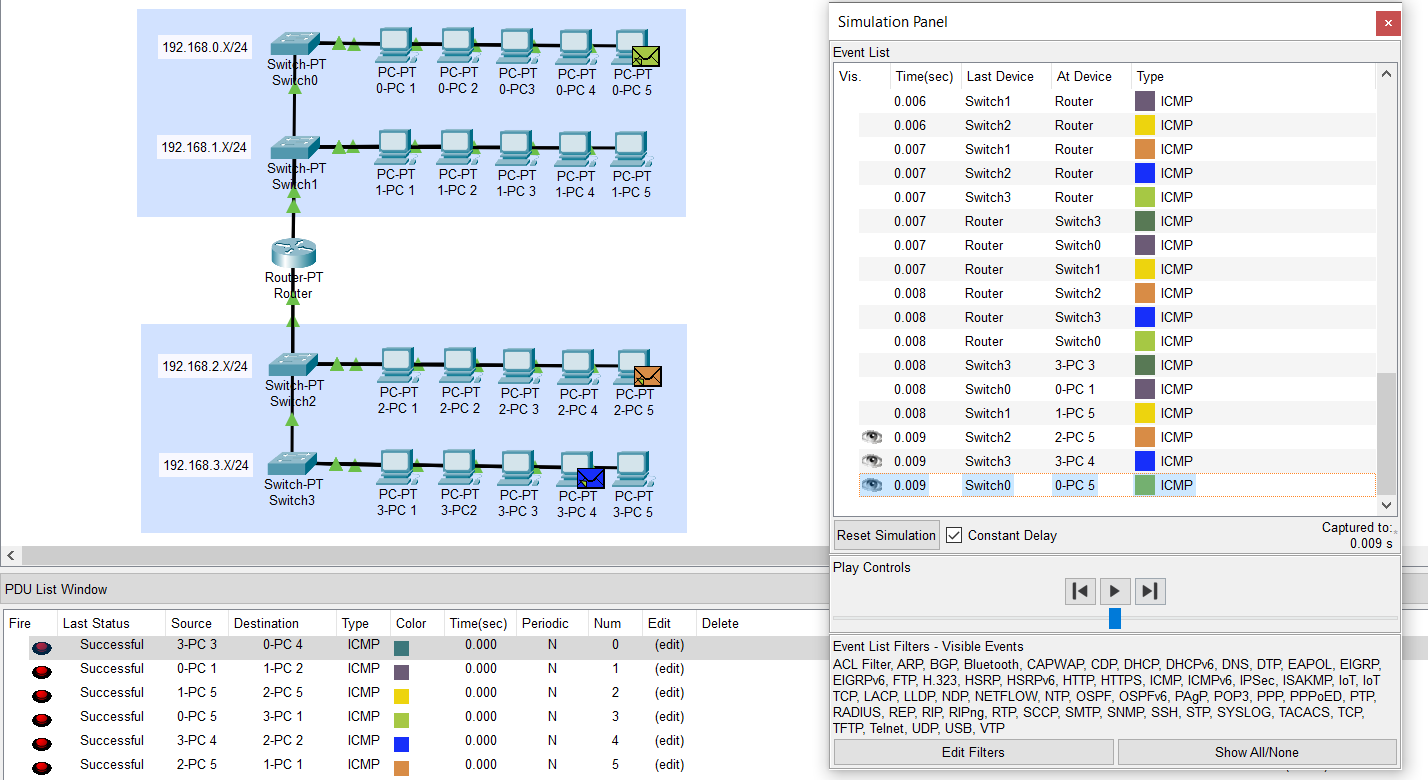 192.168.0.X/24
Switch-PT
Switch0
PC-PT
0-PC 1
PC-PT
0-PC 2
PC-PT
0-PC3
PC-PT
0-PC 4
PC-PT
0-PC 5
192.168.1.X/24
Switch-PT
Switch1
PC-PT
1-PC 1
PC-PT
1-PC 2
PC-PT
1-PC 3
PC-PT
1-PC 4
PC-PT
1-PC 5
Router-PT
Router
192.168.2.X/24
Switch-PT
Switch2
PC-PT
2-PC 1
PC-PT
2-PC 2
PC-PT
2-PC 3
PC-PT
2-PC 4
PC-PT
2-PC 5
192.168.3.X/24
Switch-PT
Switch3
PC-PT
3-PC 1
PC-PT
3-PC2
PC-PT
3-PC 3
PC-PT
3-PC 4
PC-PT
3-PC 5
PDU List Window
Fire Last Status Source Destination Type Color Time(sec) Periodic Num Edit Delete
Successful 3-PC 3 0-PC 4 ICMP 0.000 N 0 (edit)
Successful 0-PC 1 1-PC 2 ICMP 0.000 N 1 (edit)
Successful 1-PC 5 2-PC 5 ICMP 0.000 N 2 (edit)
Successful 0-PC 5 3-PC 1 ICMP 0.000 N 3 (edit)
Successful 3-PC 4 2-PC 2 ICMP 0.000 N 4 (edit)
Successful 2-PC 5 1-PC 1 ICMP 0.000 N 5 (edit)
Simulation Panel
Event List
Vis. Time(sec) Last Device At Device Type
0.006 Switch1 Router ICMP
0.006 Switch2 Router ICMP
0.007 Switch1 Router ICMP
0.007 Switch2 Router ICMP
0.007 Switch3 Router ICMP
0.007 Router Switch3 ICMP
0.007 Router Switch0 ICMP
0.007 Router Switch1 ICMP
0.008 Router Switch2 ICMP
0.008 Router Switch3 ICMP
0.008 Router Switch0 ICMP
0.008 Switch3 3-PC 3 ICMP
0.008 Switch0 0-PC 1 ICMP
0.008 Switch1 1-PC 5 ICMP
0.009 Switch2 2-PC 5 ICMP
0.009 Switch3 3-PC 4 ICMP
0.009 Switch0 0-PC 5 ICMP
Reset Simulation Constant Delay
Captured to:
0.009 s
Play Controls
Event List Filters - Visible Events
ACL Filter, ARP, BGP, Bluetooth, CAPWAP, CDP, DHCP, DHCPv6, DNS, DTP, EAPOL, EIGRP,
EIGRPv6, FTP, H.323, HSRP, HSRPv6, HTTP, HTTPS, ICMP, ICMPv6, IPSec, ISAKMP, IoT, IoT
TCP, LACP, LLDP, NDP, NETFLOW, NTP, OSPF, OSPFv6, PAgP, POP3, PPP, PPPoED, PTP,
RADIUS, REP, RIP, RIPng, RTP, SCCP, SMTP, SNMP, SSH, STP, SYSLOG, TACACS, TCP,
TFTP, Telnet, UDP, USB, VTP
Edit Filters
Show All/None